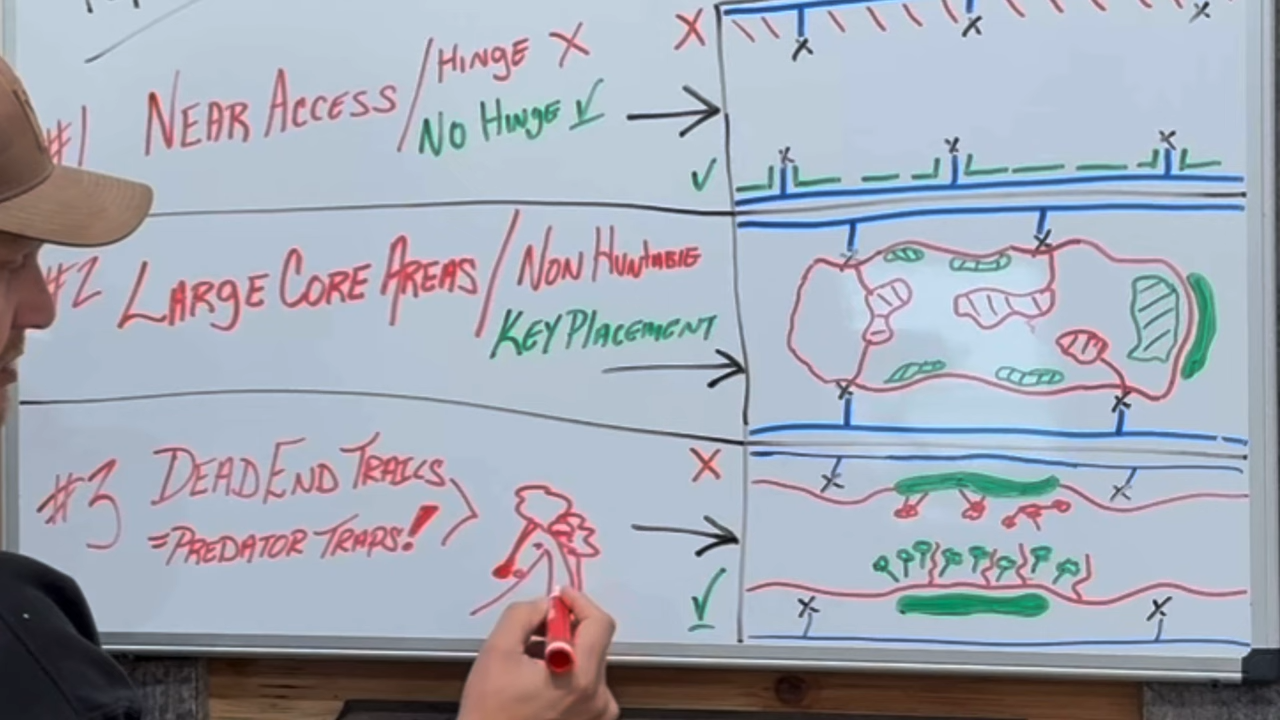 #1 NEAR ACCESS / HINGE X
NO HINGE ✓
X
✓
#2 LARGE CORE AREAS / NON HUNTABLE
KEY PLACEMENT
#3 DEAD END TRAILS
= PREDATOR TRAPS!
X
✓
X X X
X X X
X X
X X
X X
X X